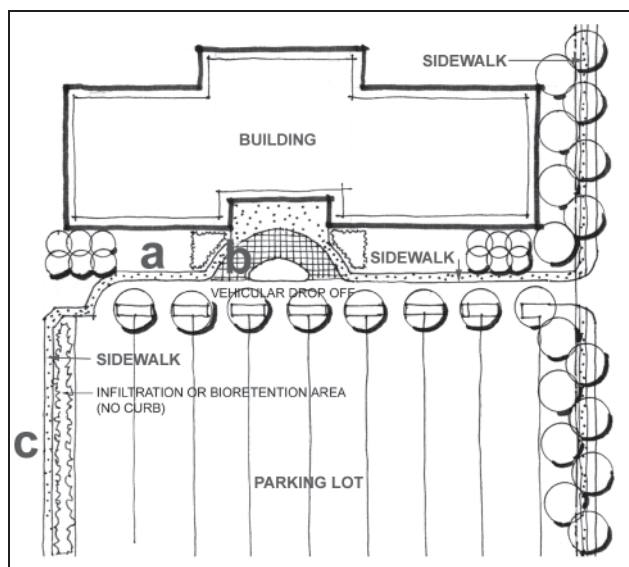 SIDEWALK
BUILDING
a
b
SIDEWALK
VEHICULAR DROP OFF
SIDEWALK
INFILTRATION OR BIORETENTION AREA
(NO CURB)
c
PARKING LOT